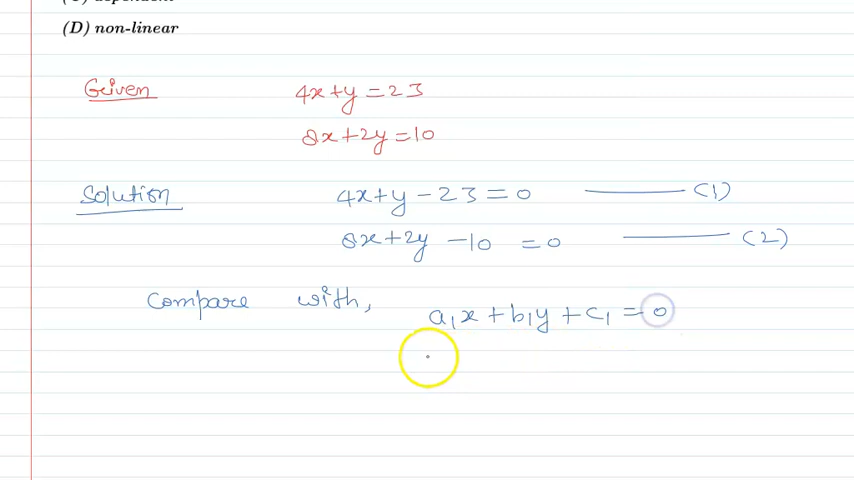 (D) non-linear
Given 4x+y=23
8x+2y=10
Solution 4x+y-23=0 (1)
8x+2y-10=0 (2)
Compare with, a₁x+b₁y+c₁=0